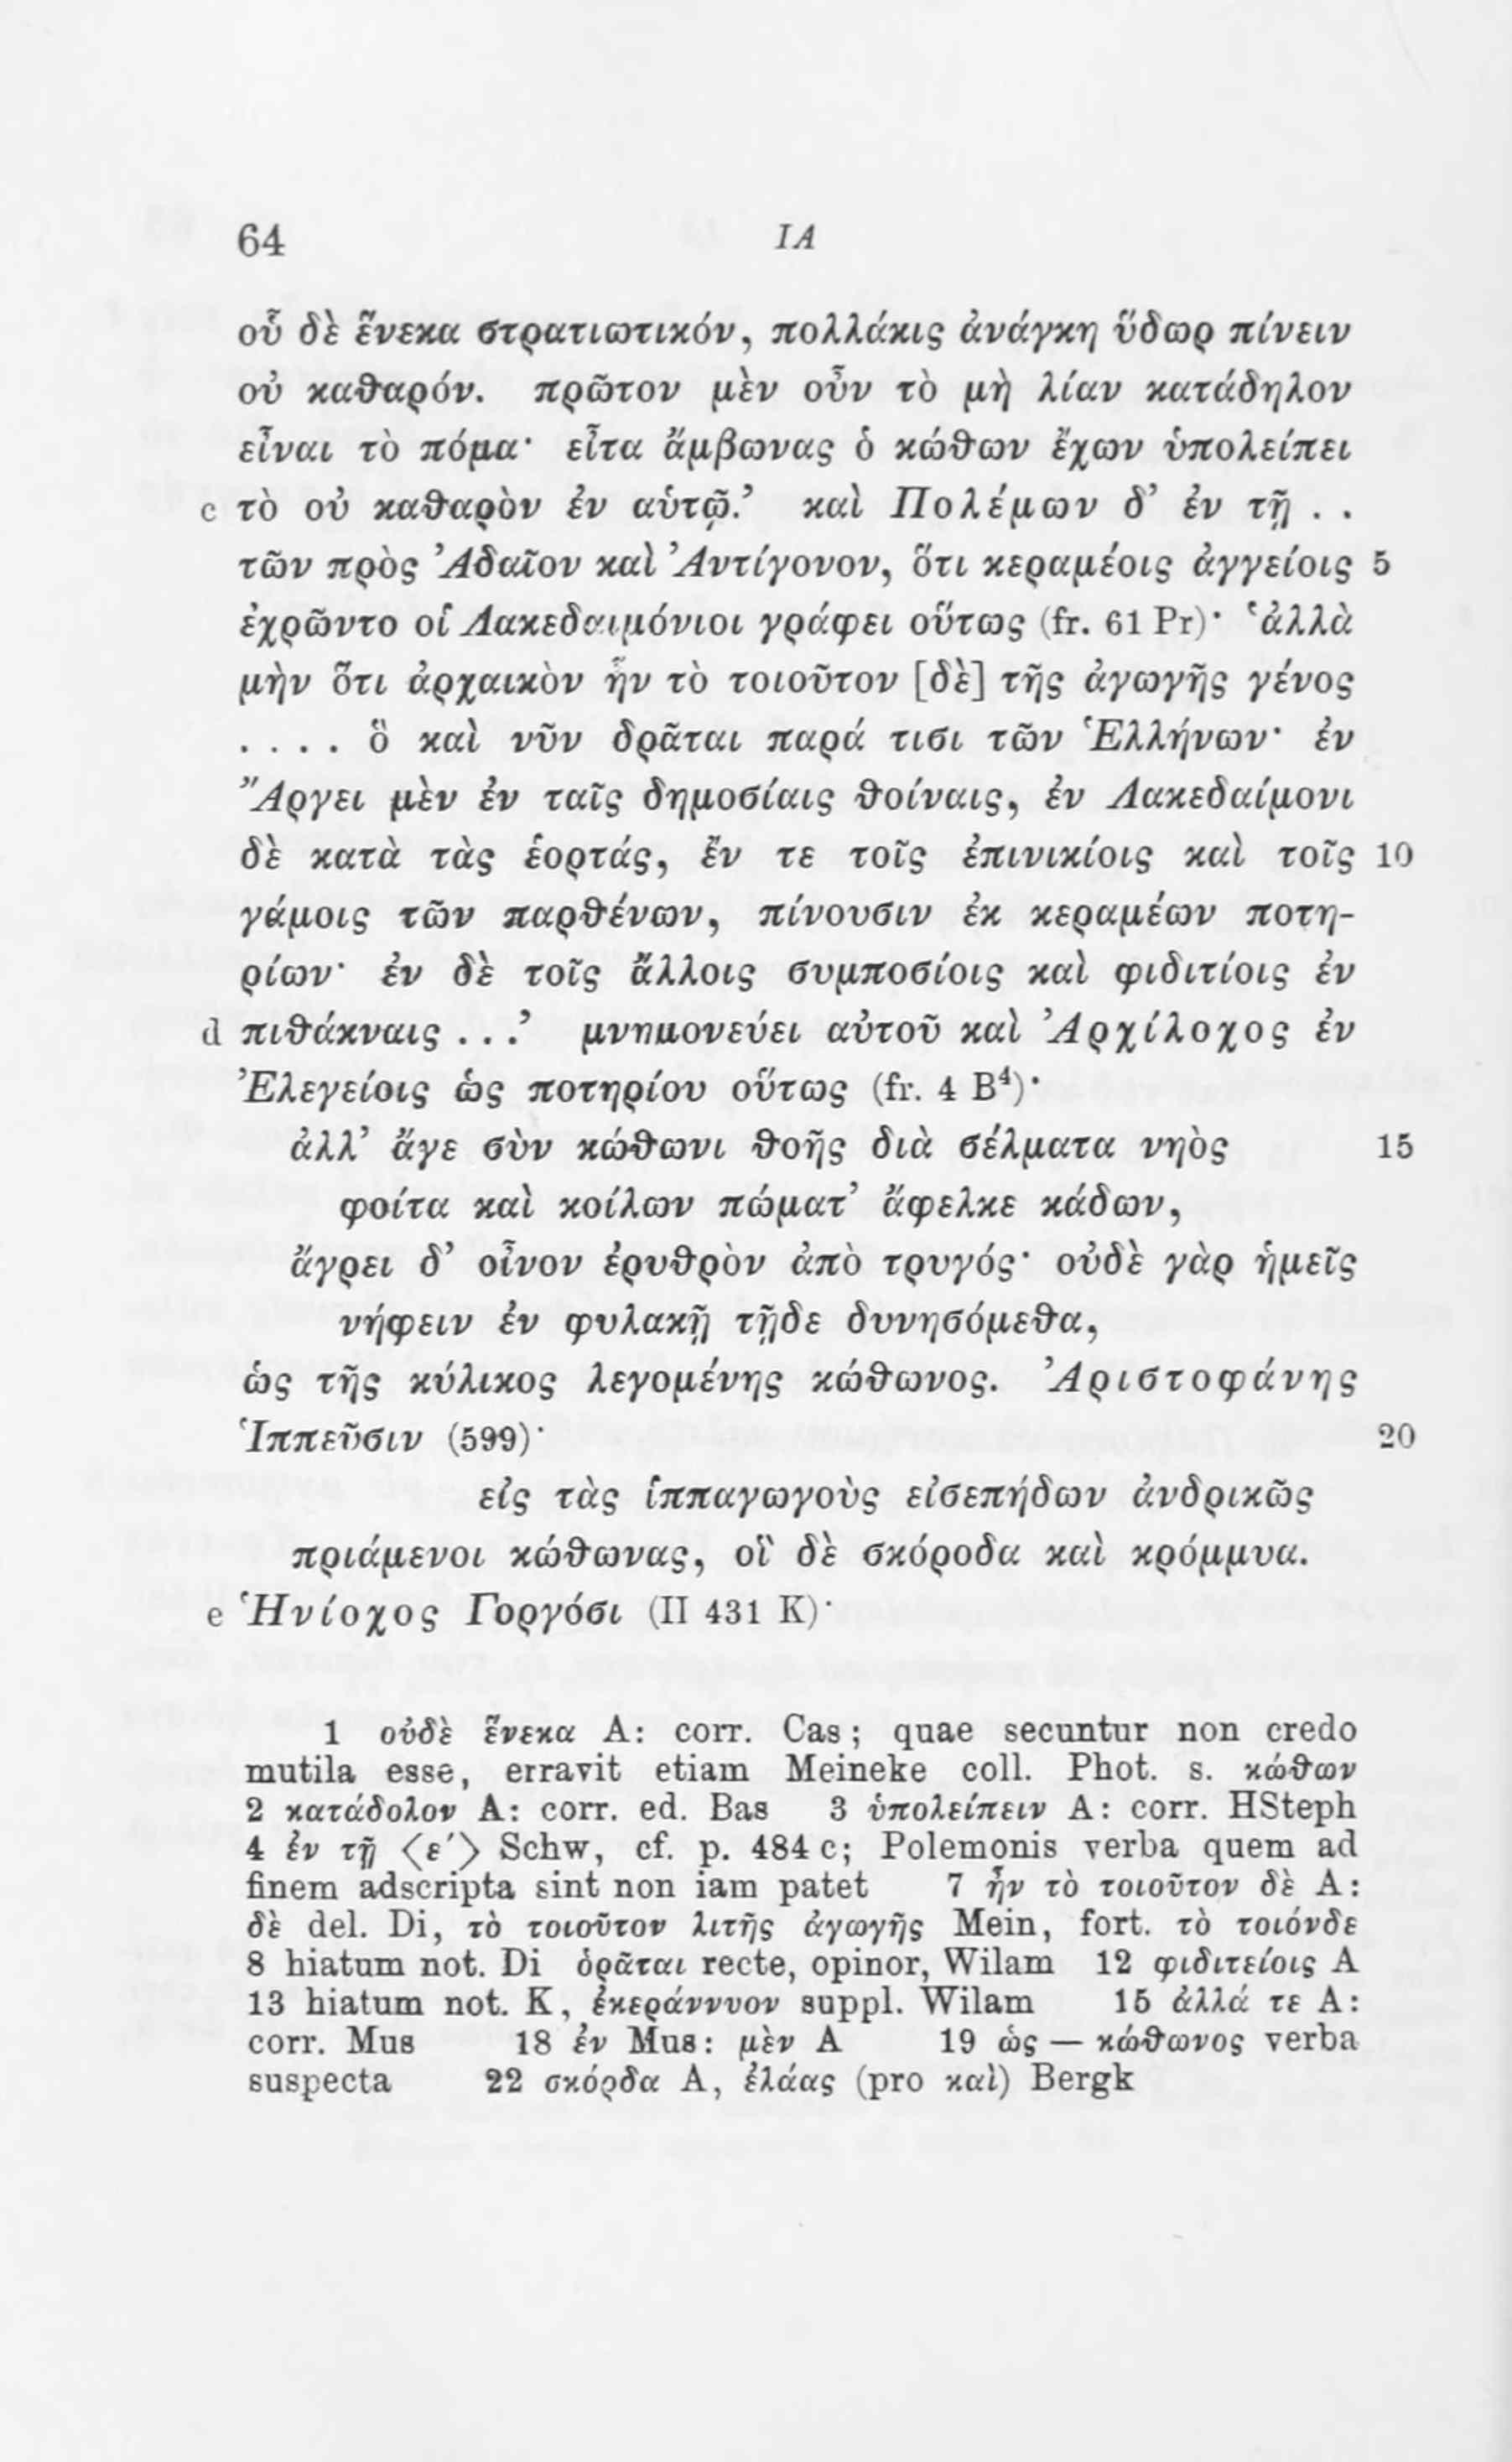 64 ΙΑ
οὗ δὲ ἕνεκα στρατιωτικόν, πολλάκις ἀνάγκη ὕδωρ πίνειν
οὐ καθαρόν. πρῶτον μὲν οὖν τὸ μὴ λίαν κατάδηλον
εἶναι τὸ πόμα· εἶτα ἄμβωνας ὁ κώθων ἔχων ὑπολείπει
c τὸ οὐ καθαρὸν ἐν αὑτῷ.’ καὶ Πολέμων δ’ ἐν τῇ . .
τῶν πρὸς Ἀδαῖον καὶ Ἀντίγονον, ὅτι κεραμέοις ἀγγείοις 5
ἐχρῶντο οἱ Λακεδαιμόνιοι γράφει οὕτως (fr. 61 Pr)· ‘ἀλλὰ
μὴν ὅτι ἀρχαικὸν ἦν τὸ τοιοῦτον [δὲ] τῆς ἀγωγῆς γένος
. . . . ὃ καὶ νῦν δρᾶται παρά τισι τῶν Ἑλλήνων· ἐν
Ἄργει μὲν ἐν ταῖς δημοσίαις θοίναις, ἐν Λακεδαίμονι
δὲ κατὰ τὰς ἑορτάς, ἔν τε τοῖς ἐπινικίοις καὶ τοῖς 10
γάμοις τῶν παρθένων, πίνουσιν ἐκ κεραμέων ποτη-
ρίων· ἐν δὲ τοῖς ἄλλοις συμποσίοις καὶ φιδιτίοις ἐν
d πιθάκναις . . .’ μνημονεύει αὐτοῦ καὶ Ἀρχίλοχος ἐν
Ἐλεγείοις ὡς ποτηρίου οὕτως (fr. 4 B⁴)·
ἀλλ’ ἄγε σὺν κώθωνι θοῆς διὰ σέλματα νηὸς 15
φοίτα καὶ κοίλων πώματ’ ἄφελκε κάδων,
ἄγρει δ’ οἶνον ἐρυθρὸν ἀπὸ τρυγός· οὐδὲ γὰρ ἡμεῖς
νήφειν ἐν φυλακῇ τῇδε δυνησόμεθα,
ὡς τῆς κύλικος λεγομένης κώθωνος. Ἀριστοφάνης
Ἱππεῦσιν (599)· 20
εἰς τὰς ἱππαγωγοὺς εἰσεπήδων ἀνδρικῶς
πριάμενοι κώθωνας, οἳ δὲ σκόροδα καὶ κρόμμυα.
e Ἡνίοχος Γοργόσι (II 431 K)·
1 οὐδὲ ἕνεκα A: corr. Cas; quae secuntur non credo
mutila esse, erravit etiam Meineke coll. Phot. s. κώθων
2 κατάδολον A: corr. ed. Bas 3 ὑπολείπειν A: corr. HSteph
4 ἐν τῇ ⟨ε′⟩ Schw, cf. p. 484 c; Polemonis verba quem ad
finem adscripta sint non iam patet 7 ἦν τὸ τοιοῦτον δὲ A:
δὲ del. Di, τὸ τοιοῦτον λιτῆς ἀγωγῆς Mein, fort. τὸ τοιόνδε
8 hiatum not. Di ὁρᾶται recte, opinor, Wilam 12 φιδιτείοις A
13 hiatum not. K, ἐκεράννυον suppl. Wilam 15 ἀλλά τε A:
corr. Mus 18 ἐν Mus: μὲν A 19 ὡς — κώθωνος verba
suspecta 22 σκόρδα A, ἐλάας (pro καὶ) Bergk